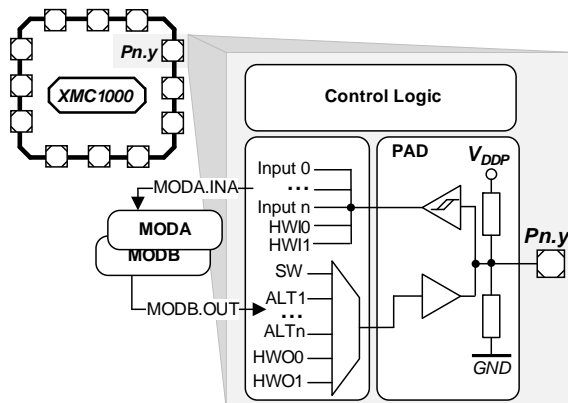 Pn.y
XMC1000
Control Logic
PAD
VDDP
Input 0
...
Input n
HWI0
HWI1
MODA.INA
MODA
MODB
MODB.OUT
SW
ALT1
...
ALTn
HWO0
HWO1
Pn.y
GND